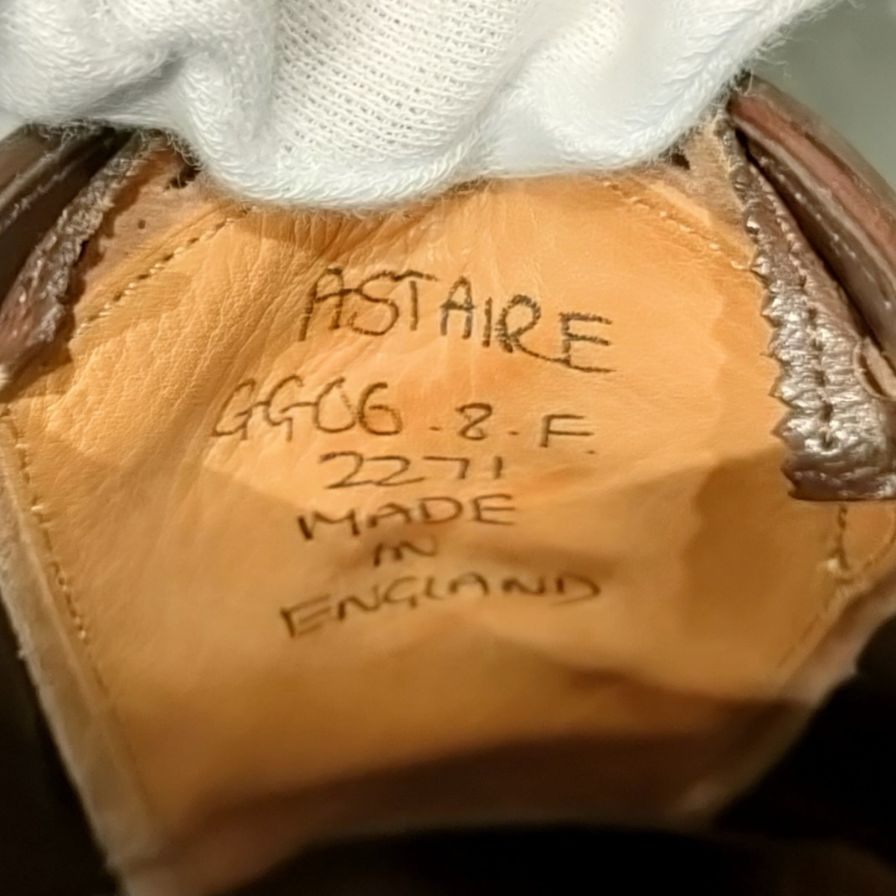 ASTAIRE
GG06 . 8 . F
2271
MADE
IN
ENGLAND